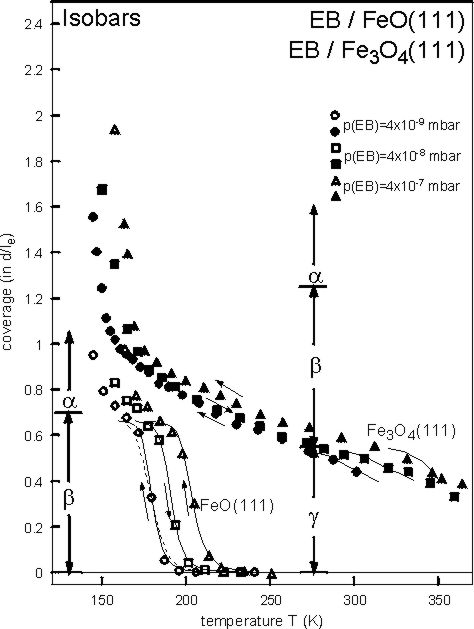 Isobars
EB / FeO(111)
EB / Fe₃O₄(111)
p(EB)=4x10⁻⁹ mbar
p(EB)=4x10⁻⁸ mbar
p(EB)=4x10⁻⁷ mbar
2.4
2.2
2
1.8
1.6
1.4
1.2
1
0.8
0.6
0.4
0.2
0
coverage (in d/lₑ)
α
β
α
β
γ
Fe₃O₄(111)
FeO(111)
150
200
250
300
350
temperature T (K)